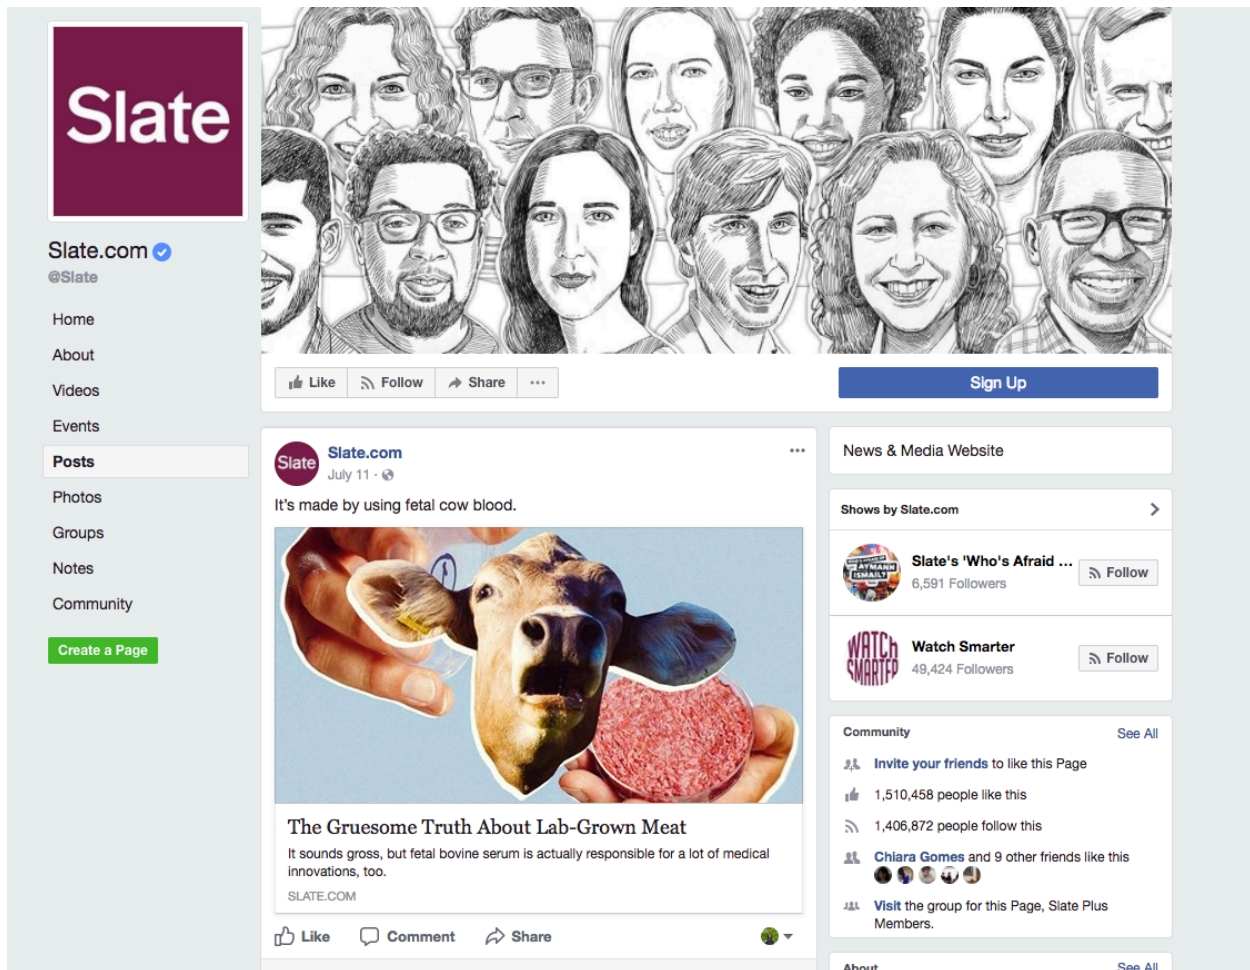 Slate
Slate.com
@Slate
Home
About
Videos
Events
Posts
Photos
Groups
Notes
Community
Create a Page
Like
Follow
Share
Sign Up
Slate
Slate.com
July 11
It's made by using fetal cow blood.
The Gruesome Truth About Lab-Grown Meat
It sounds gross, but fetal bovine serum is actually responsible for a lot of medical
innovations, too.
SLATE.COM
Like Comment Share
News & Media Website
Shows by Slate.com
WHO'S AFRAID OF
AYMANN
ISMAIL?
Slate's 'Who's Afraid ...
6,591 Followers
Follow
WATCH
SMARTER
Watch Smarter
49,424 Followers
Follow
Community
See All
Invite your friends to like this Page
1,510,458 people like this
1,406,872 people follow this
Chiara Gomes and 9 other friends like this
Visit the group for this Page, Slate Plus
Members.
About
See All